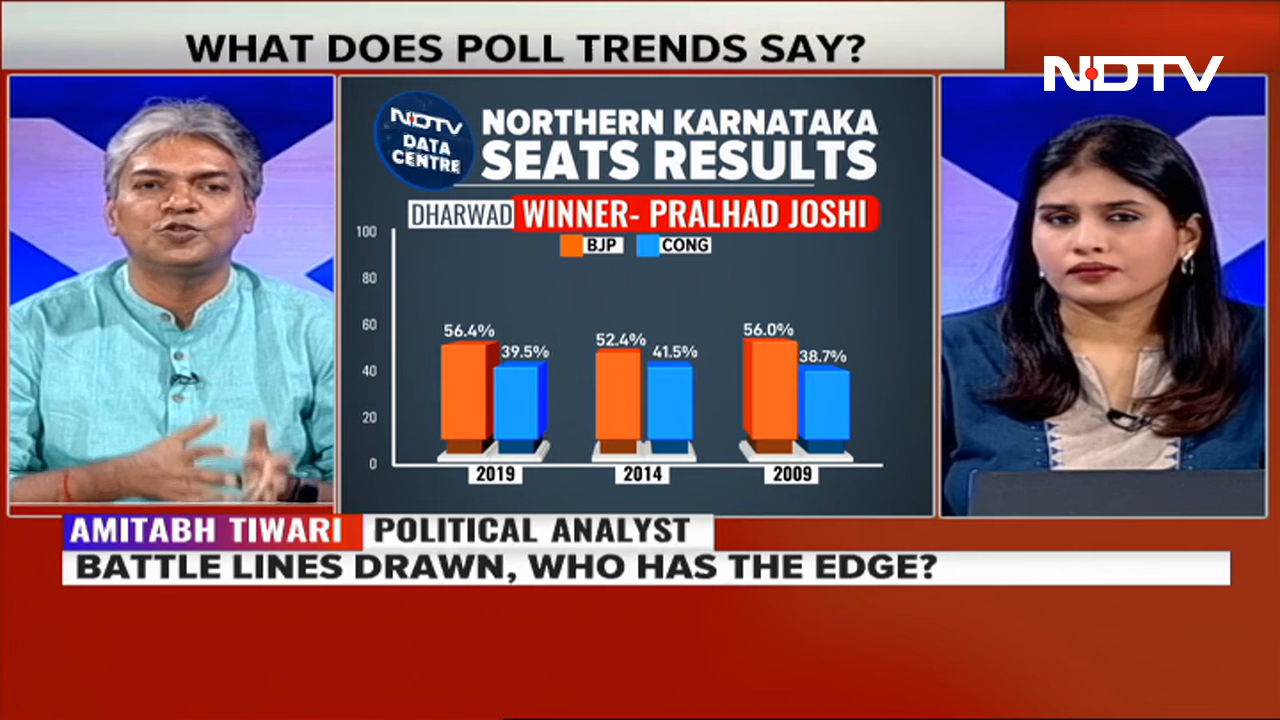 WHAT DOES POLL TRENDS SAY?
NDTV
NDTV
DATA
CENTRE
NORTHERN KARNATAKA
SEATS RESULTS
DHARWAD WINNER- PRALHAD JOSHI
BJP CONG
100
80
60
40
20
0
56.4% 39.5% 52.4% 41.5% 56.0% 38.7%
2019 2014 2009
AMITABH TIWARI POLITICAL ANALYST
BATTLE LINES DRAWN, WHO HAS THE EDGE?